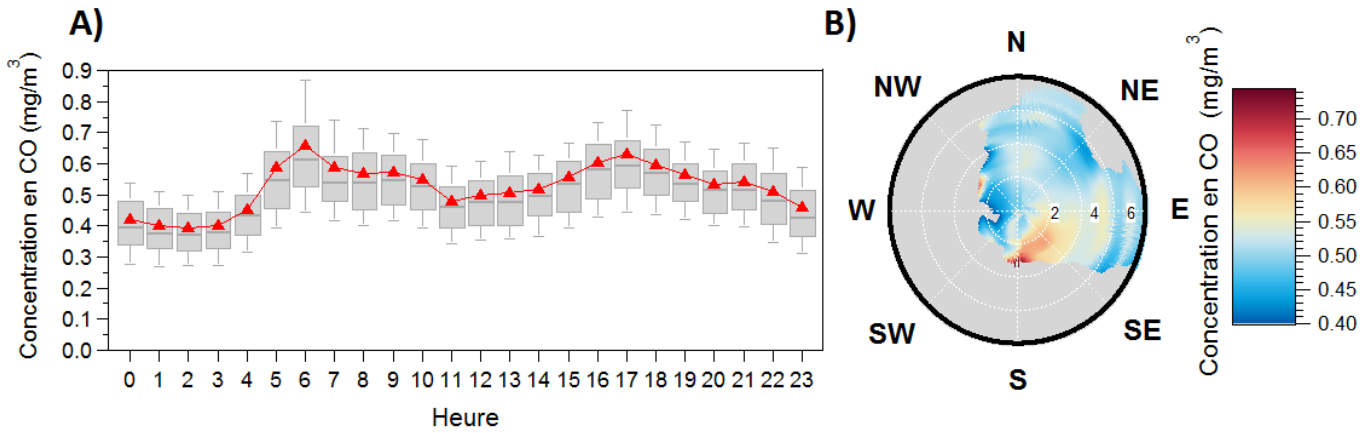 A)
Concentration en CO (mg/m³)
0.9
0.8
0.7
0.6
0.5
0.4
0.3
0.2
0.1
0.0
0 1 2 3 4 5 6 7 8 9 10 11 12 13 14 15 16 17 18 19 20 21 22 23
Heure
B)
N
NW
NE
W
2 4 6
E
SW
SE
S
Concentration en CO (mg/m³)
0.70
0.65
0.60
0.55
0.50
0.45
0.40